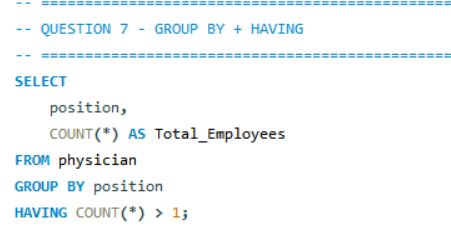 -- ==================================================
-- QUESTION 7 - GROUP BY + HAVING
-- ==================================================
SELECT
    position,
    COUNT(*) AS Total_Employees
FROM physician
GROUP BY position
HAVING COUNT(*) > 1;